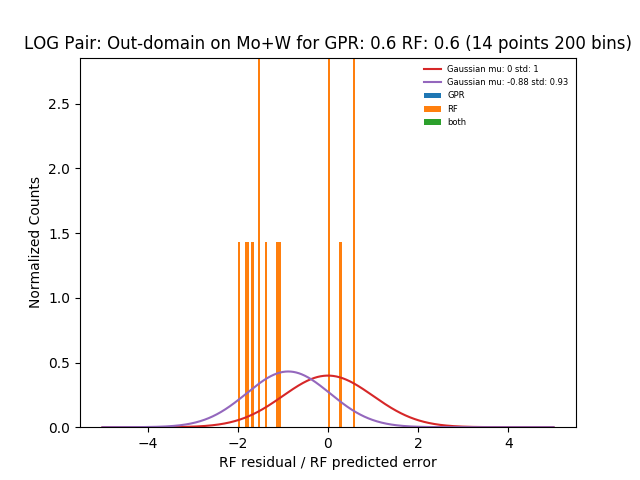 LOG Pair: Out-domain on Mo+W for GPR: 0.6 RF: 0.6 (14 points 200 bins)
Gaussian mu: 0 std: 1
Gaussian mu: -0.88 std: 0.93
GPR
RF
both
2.5
2.0
1.5
1.0
0.5
0.0
Normalized Counts
−4
−2
0
2
4
RF residual / RF predicted error